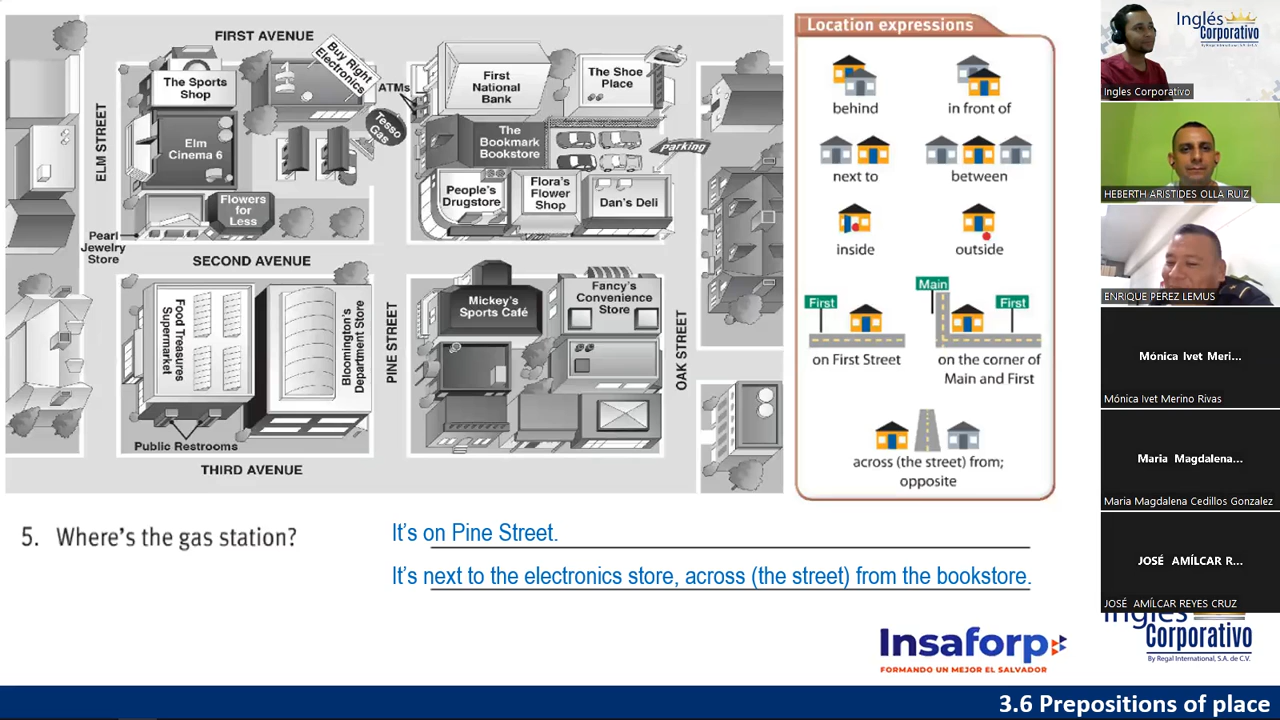 FIRST AVENUE
Buy Right
Electronics
The Sports
Shop
ATMs
First
National
Bank
The Shoe
Place
Tesso
Gas
ELM STREET
Elm
Cinema 6
The
Bookmark
Bookstore
Parking
People's
Drugstore
Flora's
Flower
Shop
Dan's Deli
Flowers
for
Less
Pearl
Jewelry
Store
SECOND AVENUE
Food Treasures
Supermarket
Bloomington's
Department Store
PINE STREET
Mickey's
Sports Café
Fancy's
Convenience
Store
OAK STREET
Public Restrooms
THIRD AVENUE
Location expressions
behind
in front of
next to
between
inside
outside
First
Main
First
on First Street
on the corner of
Main and First
across (the street) from;
opposite
5. Where's the gas station?
It's on Pine Street.
It's next to the electronics store, across (the street) from the bookstore.
Insaforp
FORMANDO UN MEJOR EL SALVADOR
Inglés
Corporativo
By Regal International, S.A. de C.V.
3.6 Prepositions of place
Inglés
Corporativo
Ingles Corporativo
HEBERTH ARISTIDES OLLA RUIZ
ENRIQUE PEREZ LEMUS
Mónica Ivet Meri...
Mónica Ivet Merino Rivas
Maria Magdalena...
Maria Magdalena Cedillos Gonzalez
JOSÉ AMÍLCAR R...
JOSÉ AMÍLCAR REYES CRUZ